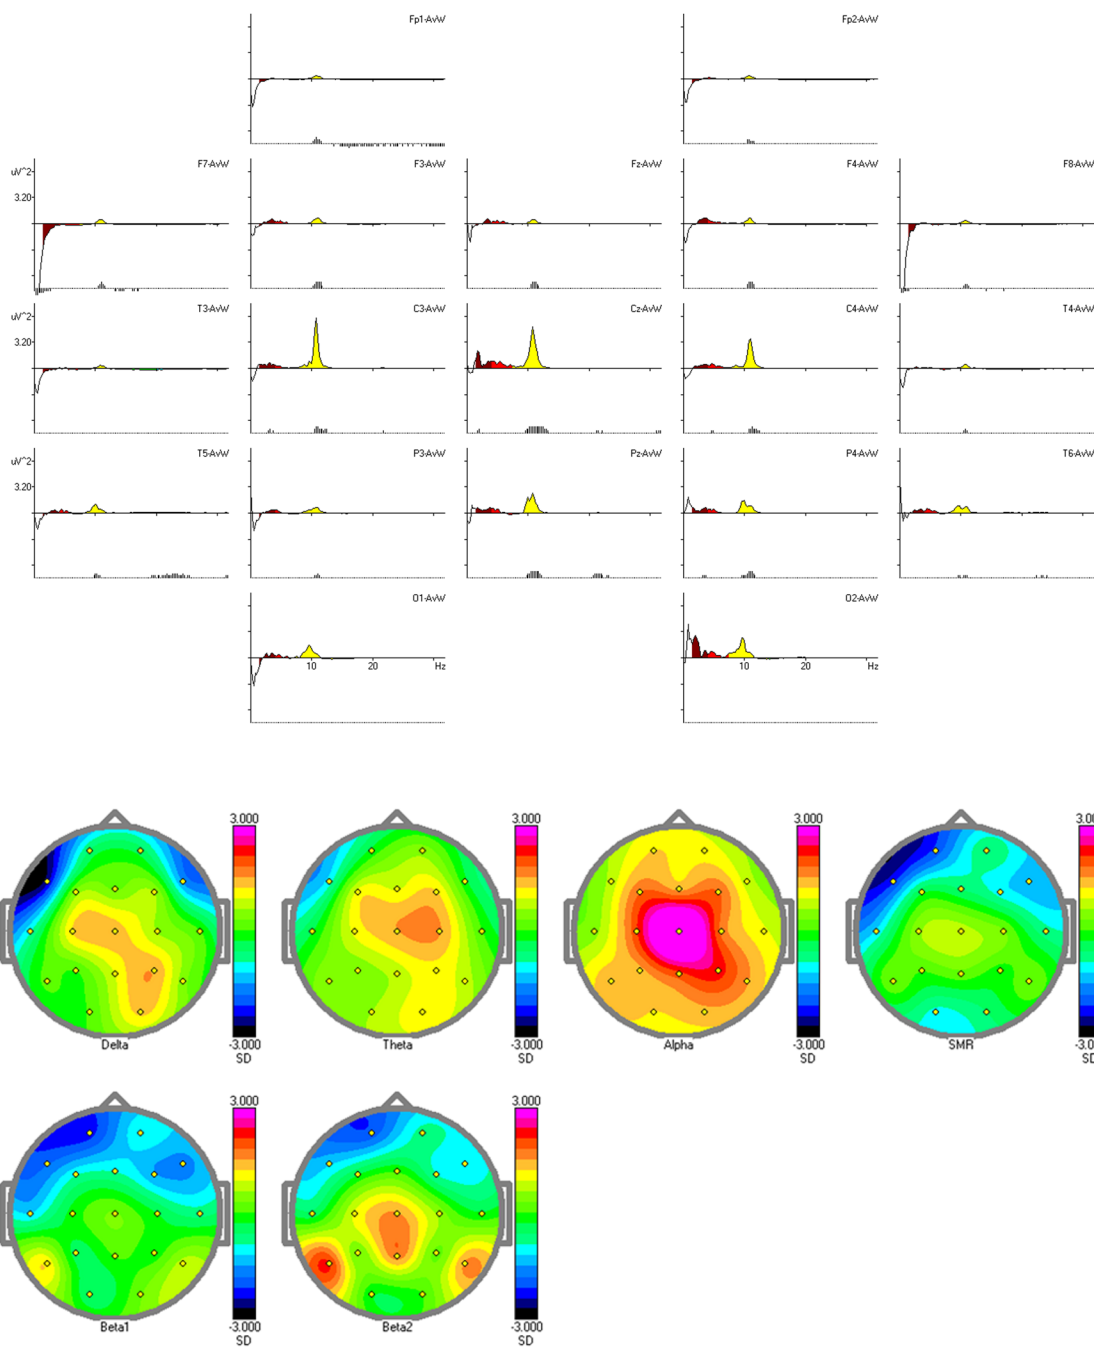 Fp1-AvW Fp2-AvW
F7-AvW F3-AvW Fz-AvW F4-AvW F8-AvW
uV^2
3.20
T3-AvW C3-AvW Cz-AvW C4-AvW T4-AvW
uV^2
3.20
T5-AvW P3-AvW Pz-AvW P4-AvW T6-AvW
uV^2
3.20
O1-AvW O2-AvW
10 20 Hz 10 20 Hz
3.000 3.000 3.000 3.00
-3.000 -3.000 -3.000 -3.0
Delta Theta Alpha SMR
SD SD SD SD
3.000 3.000
-3.000 -3.000
Beta1 Beta2
SD SD